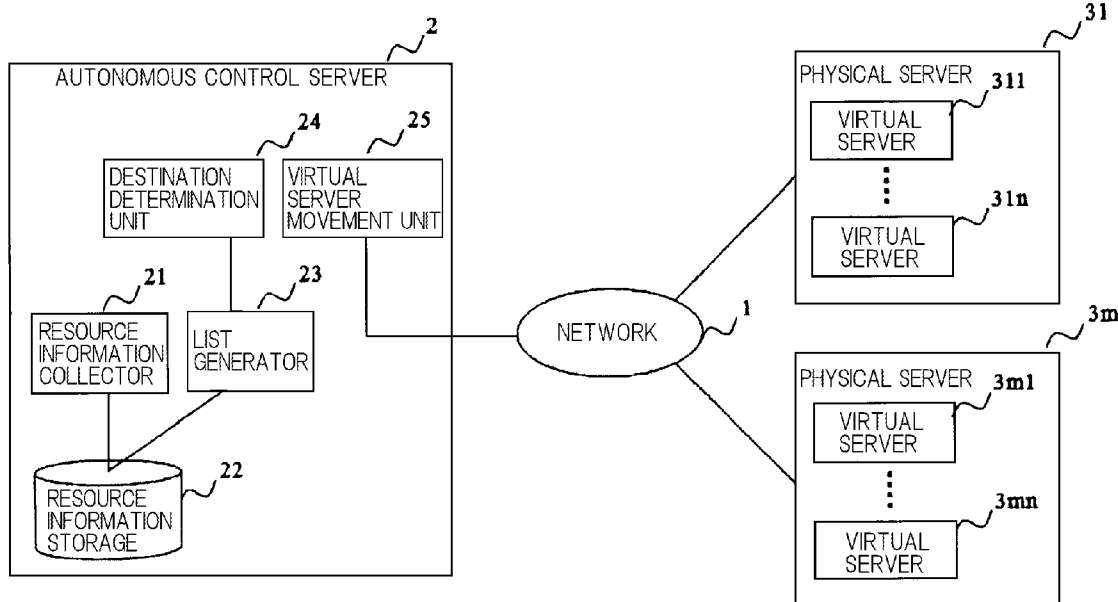 2
AUTONOMOUS CONTROL SERVER
24
25
DESTINATION
DETERMINATION
UNIT
VIRTUAL
SERVER
MOVEMENT UNIT
21
23
RESOURCE
INFORMATION
COLLECTOR
LIST
GENERATOR
22
RESOURCE
INFORMATION
STORAGE
NETWORK
1
31
PHYSICAL SERVER
311
VIRTUAL
SERVER
31n
VIRTUAL
SERVER
3m
PHYSICAL SERVER
3m1
VIRTUAL
SERVER
3mn
VIRTUAL
SERVER